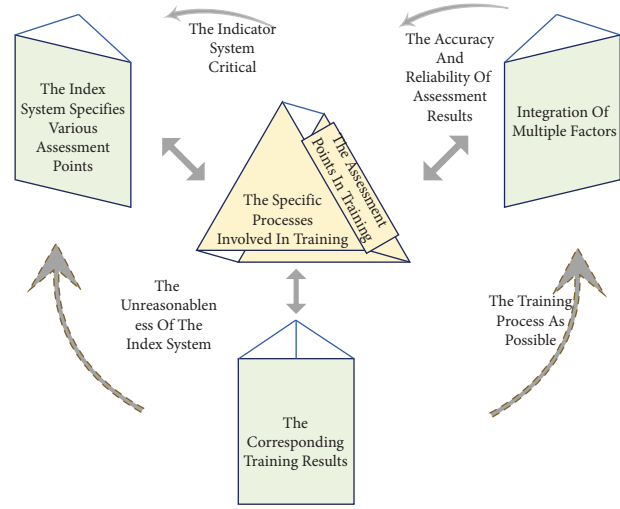 The Indicator
System
Critical
The Accuracy
And
Reliability Of
Assessment
Results
The Index
System Specifies
Various
Assessment
Points
Integration Of
Multiple Factors
The Assessment
Points In Training
The Specific
Processes
Involved In Training
The
Unreasonablen
ess Of The
Index System
The Training
Process As
Possible
The
Corresponding
Training Results